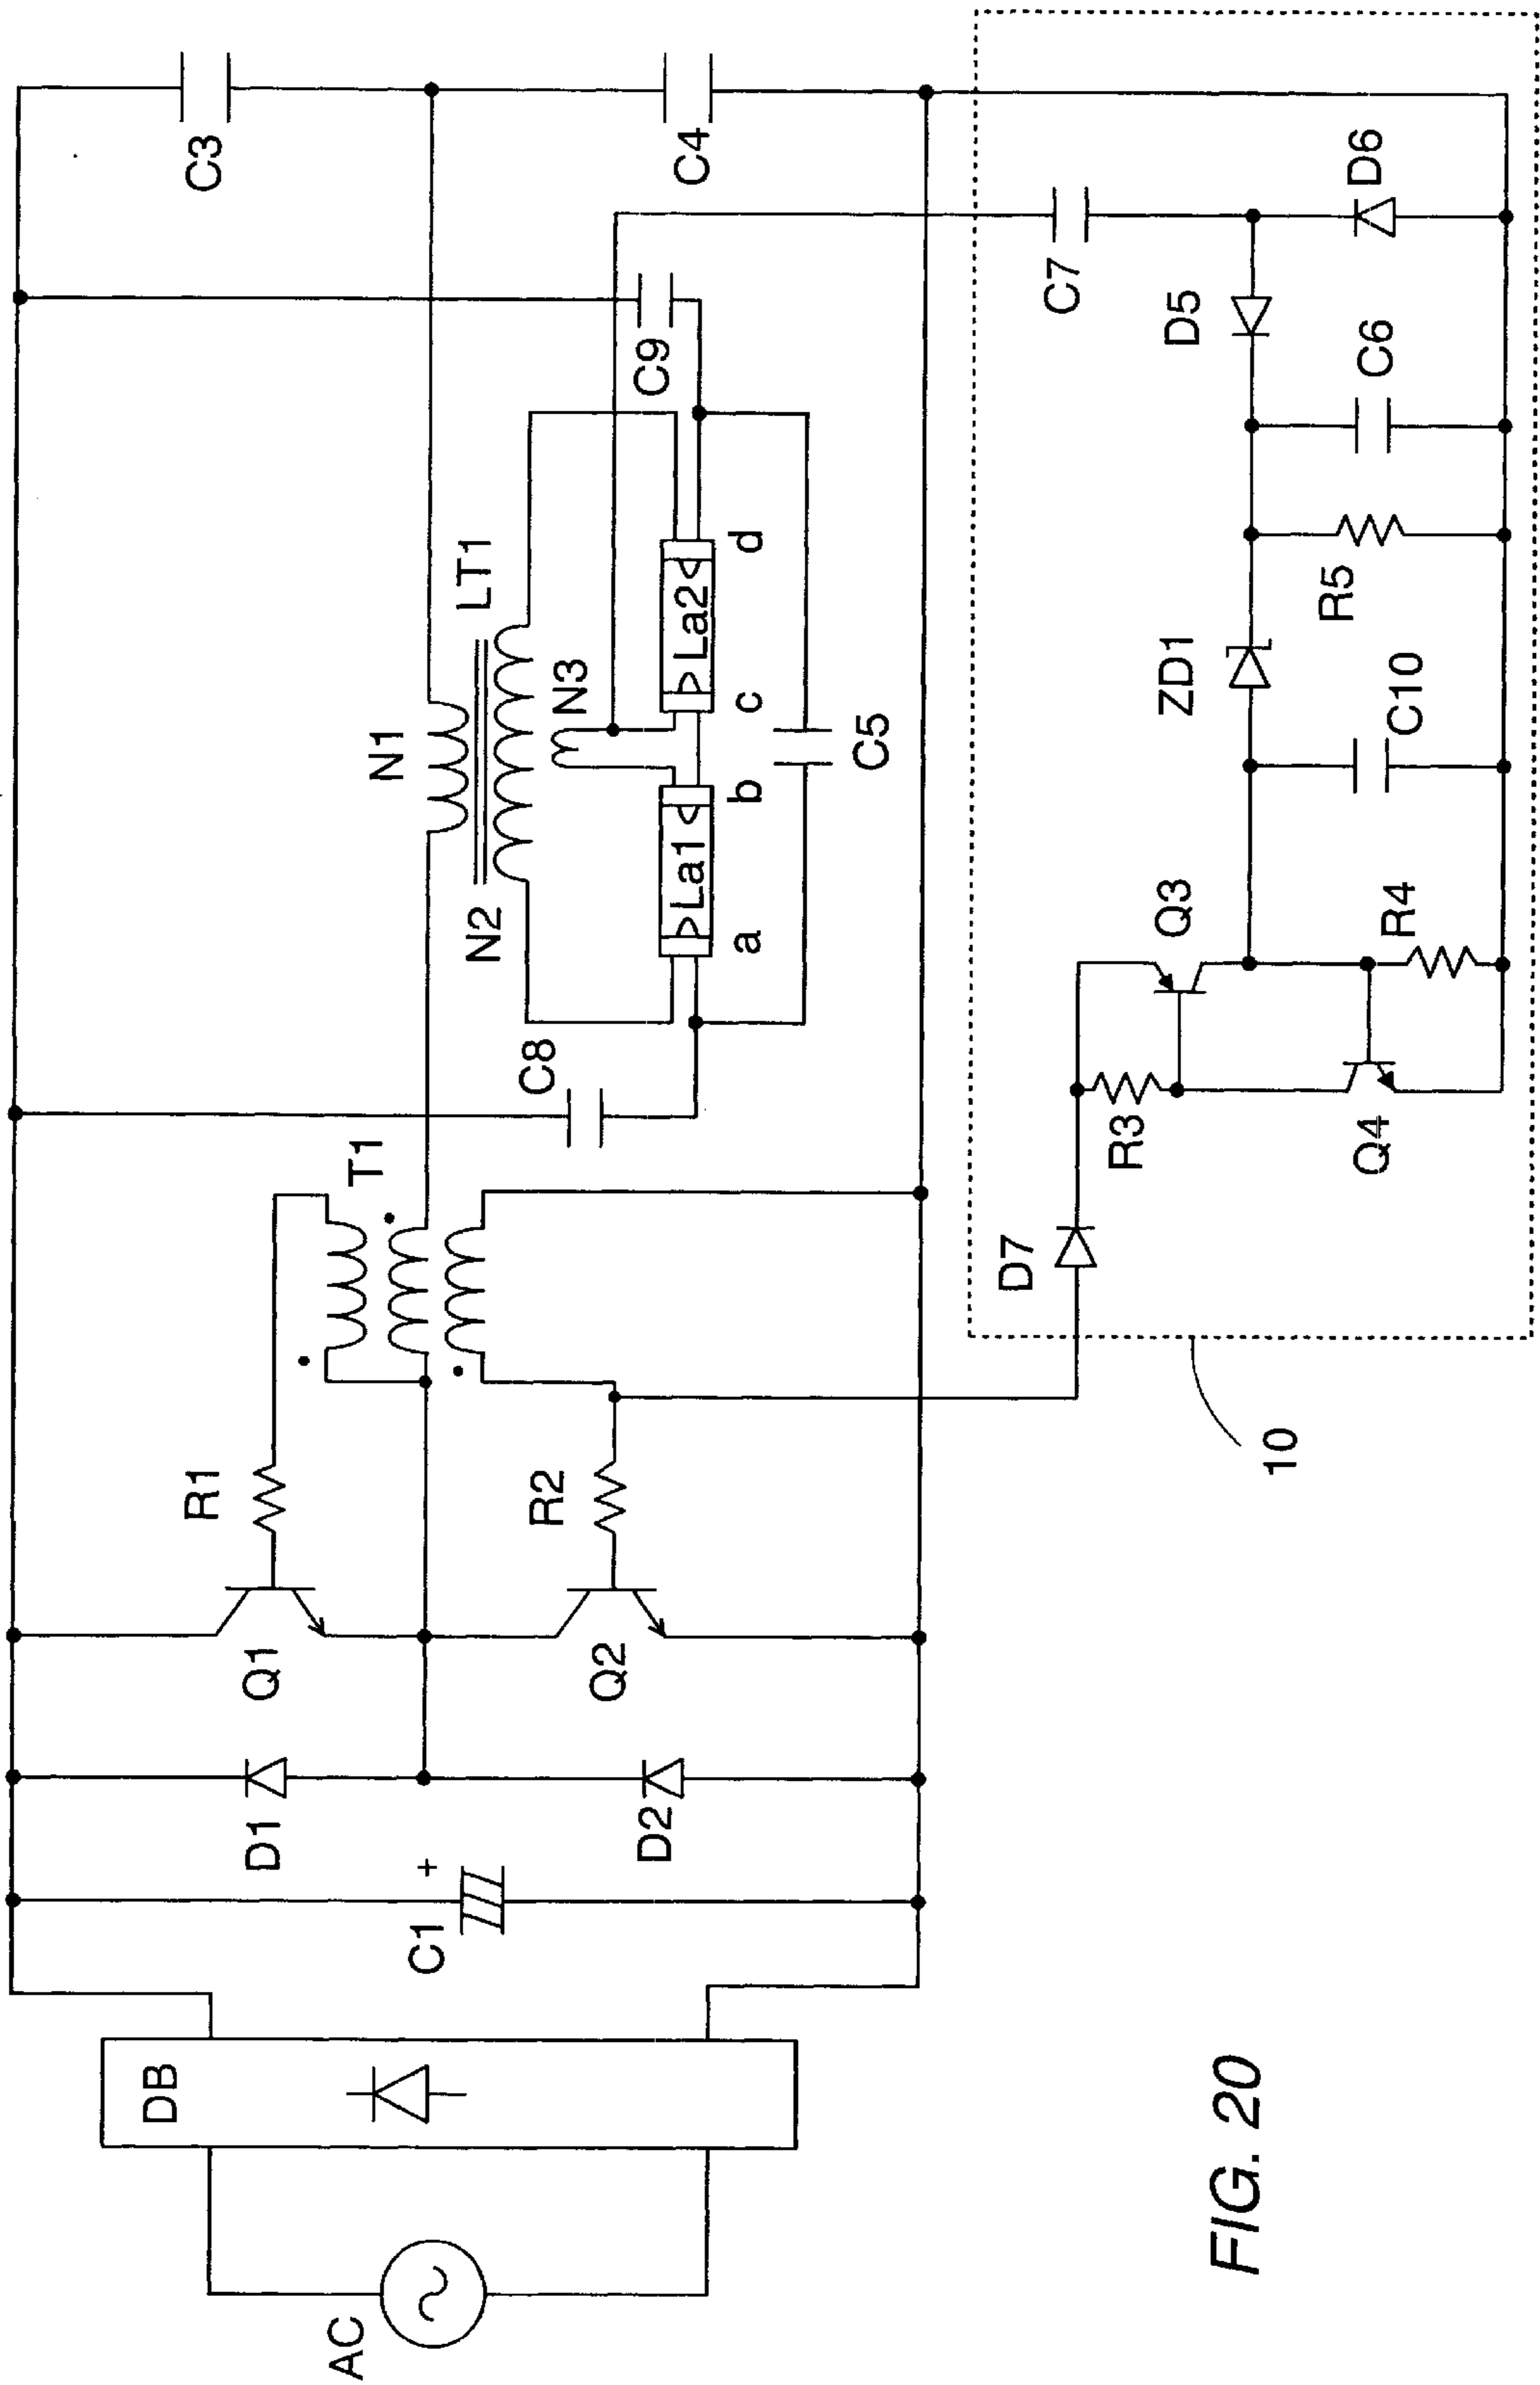 AC
DB
C1
+
D1
D2
Q1
Q2
R1
R2
T1
C8
N1
N2
LT1
N3
a
La1
b
c
La2
d
C5
C9
C3
C4
10
D7
R3
Q4
Q3
R4
C10
ZD1
R5
C6
D5
C7
D6
FIG. 20